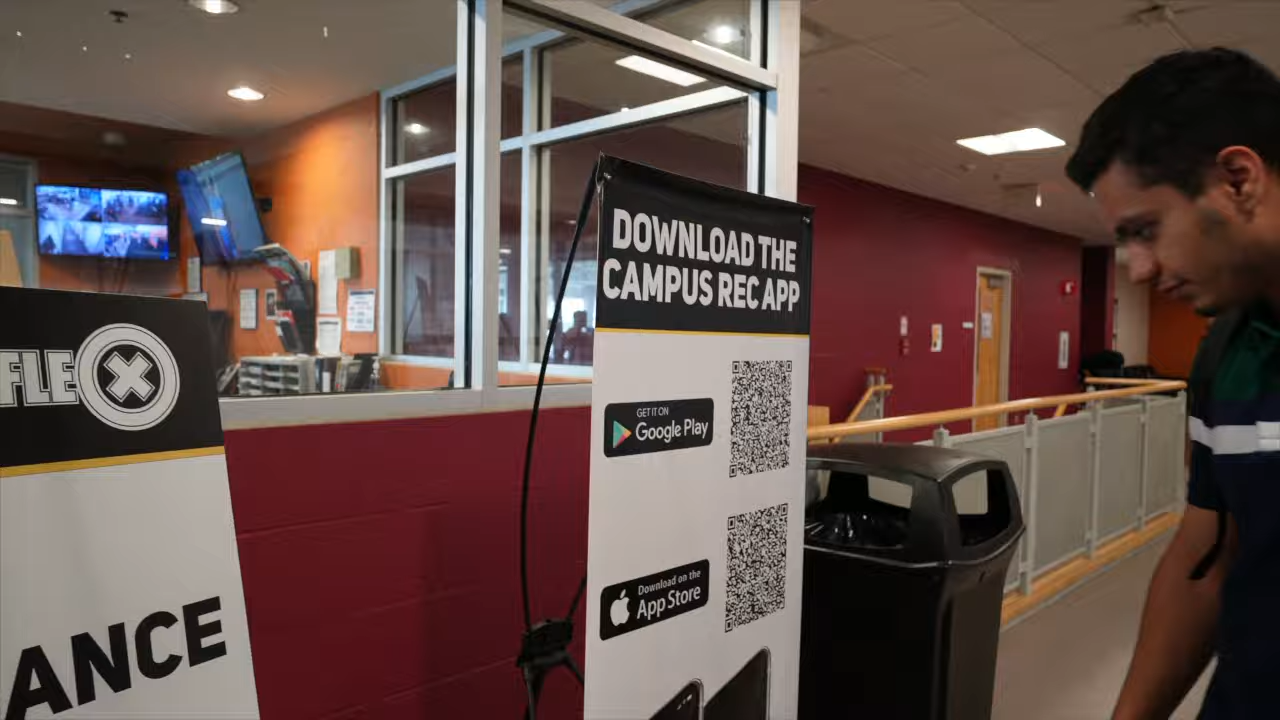 FLE
ANCE
DOWNLOAD THE
CAMPUS REC APP
GET IT ON
Google Play
Download on the
App Store